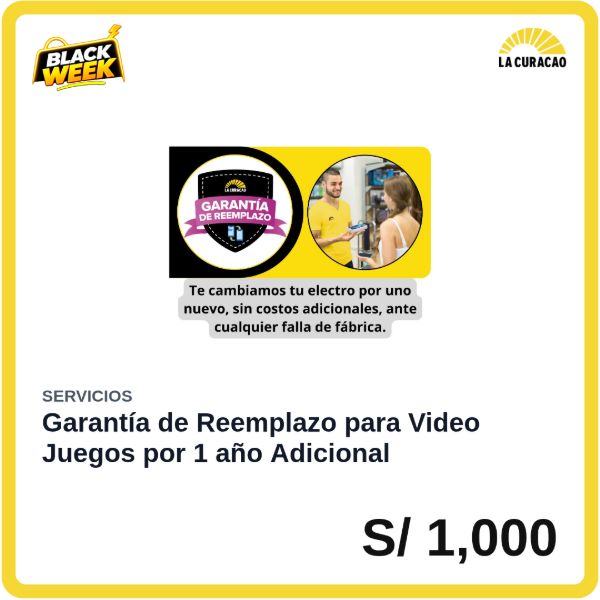 BLACK
WEEK
LA CURACAO
LA CURACAO
GARANTÍA
DE REEMPLAZO
Te cambiamos tu electro por uno
nuevo, sin costos adicionales, ante
cualquier falla de fábrica.
SERVICIOS
Garantía de Reemplazo para Video
Juegos por 1 año Adicional
S/ 1,000